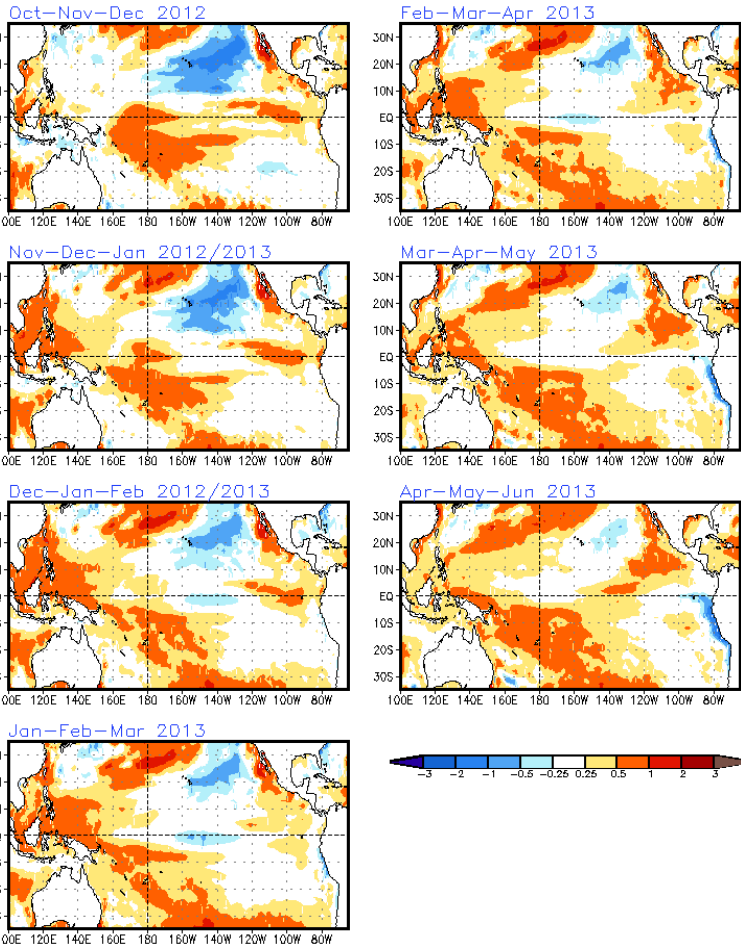 Oct-Nov-Dec 2012
00E 120E 140E 160E 180 160W 140W 120W 100W 80W
Feb-Mar-Apr 2013
30N
20N
10N
EQ
10S
20S
30S
100E 120E 140E 160E 180 160W 140W 120W 100W 80W
Nov-Dec-Jan 2012/2013
00E 120E 140E 160E 180 160W 140W 120W 100W 80W
Mar-Apr-May 2013
30N
20N
10N
EQ
10S
20S
30S
100E 120E 140E 160E 180 160W 140W 120W 100W 80W
Dec-Jan-Feb 2012/2013
00E 120E 140E 160E 180 160W 140W 120W 100W 80W
Apr-May-Jun 2013
30N
20N
10N
EQ
10S
20S
30S
100E 120E 140E 160E 180 160W 140W 120W 100W 80W
Jan-Feb-Mar 2013
00E 120E 140E 160E 180 160W 140W 120W 100W 80W
-3 -2 -1 -0.5 -0.25 0.25 0.5 1 2 3